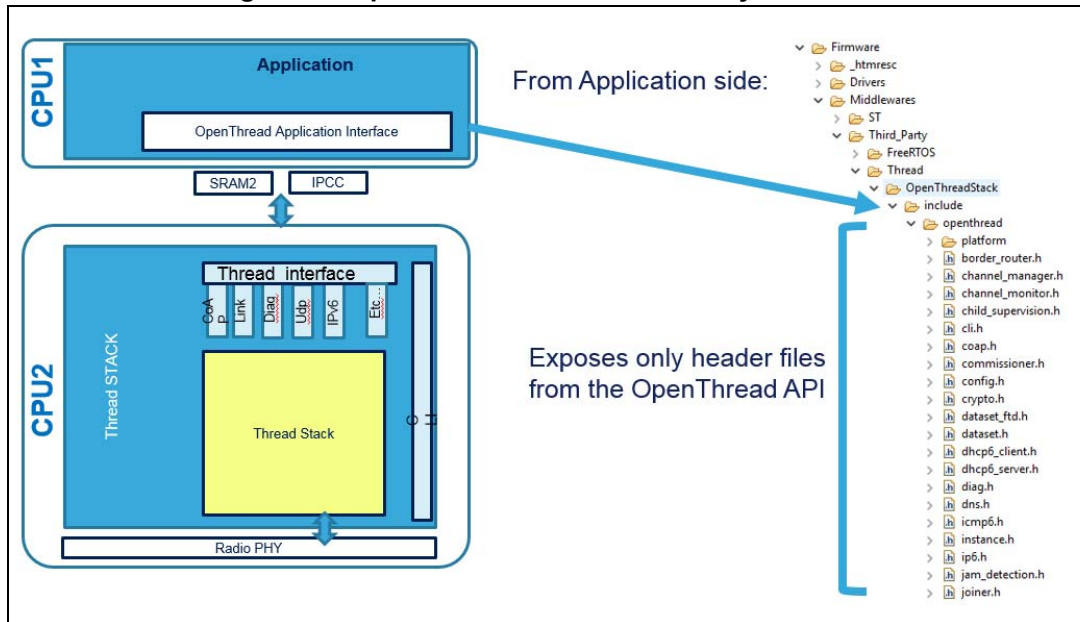 CPU1
Application
OpenThread Application Interface
SRAM2
IPCC
CPU2
Thread STACK
Thread interface
CoAP
Link
Diag
Udp
IPv6
Etc...
Thread Stack
CLI
Radio PHY
From Application side:
Exposes only header files
from the OpenThread API
Firmware
_htmresc
Drivers
Middlewares
ST
Third_Party
FreeRTOS
Thread
OpenThreadStack
include
openthread
platform
border_router.h
channel_manager.h
channel_monitor.h
child_supervision.h
cli.h
coap.h
commissioner.h
config.h
crypto.h
dataset_ftd.h
dataset.h
dhcp6_client.h
dhcp6_server.h
diag.h
dns.h
icmp6.h
instance.h
ip6.h
jam_detection.h
joiner.h